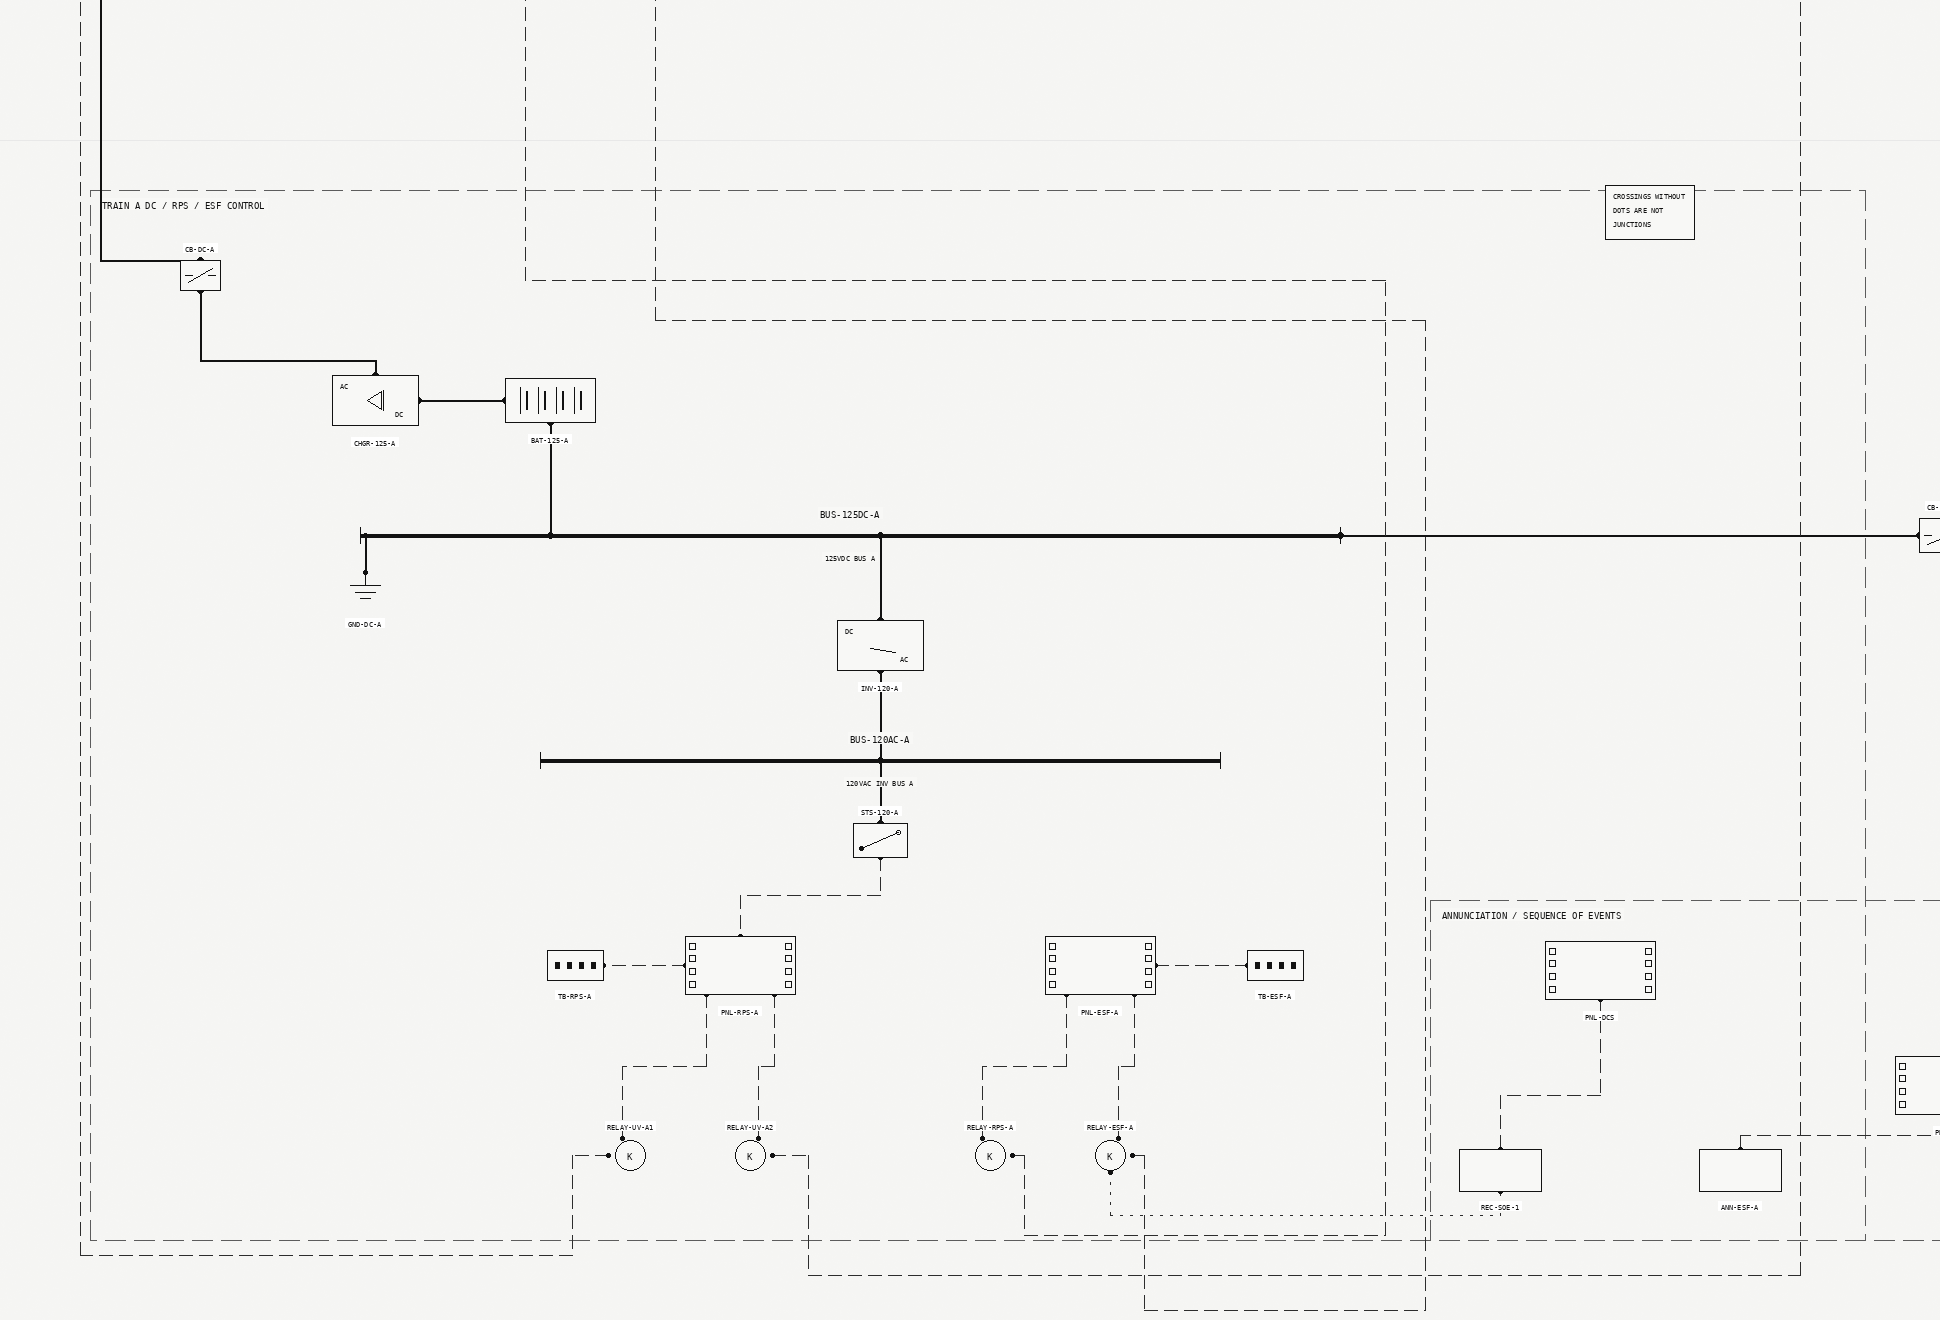 CROSSINGS WITHOUT
DOTS ARE NOT
JUNCTIONS
TRAIN A DC / RPS / ESF CONTROL
CB-DC-A
AC
DC
CHGR-125-A
BAT-125-A
BUS-125DC-A
125VDC BUS A
CB-
GND-DC-A
DC
AC
INV-120-A
BUS-120AC-A
120VAC INV BUS A
STS-120-A
ANNUNCIATION / SEQUENCE OF EVENTS
TB-RPS-A
PNL-RPS-A
PNL-ESF-A
TB-ESF-A
PNL-DCS
RELAY-UV-A1
RELAY-UV-A2
RELAY-RPS-A
RELAY-ESF-A
K
K
K
K
REC-SOE-1
ANN-ESF-A